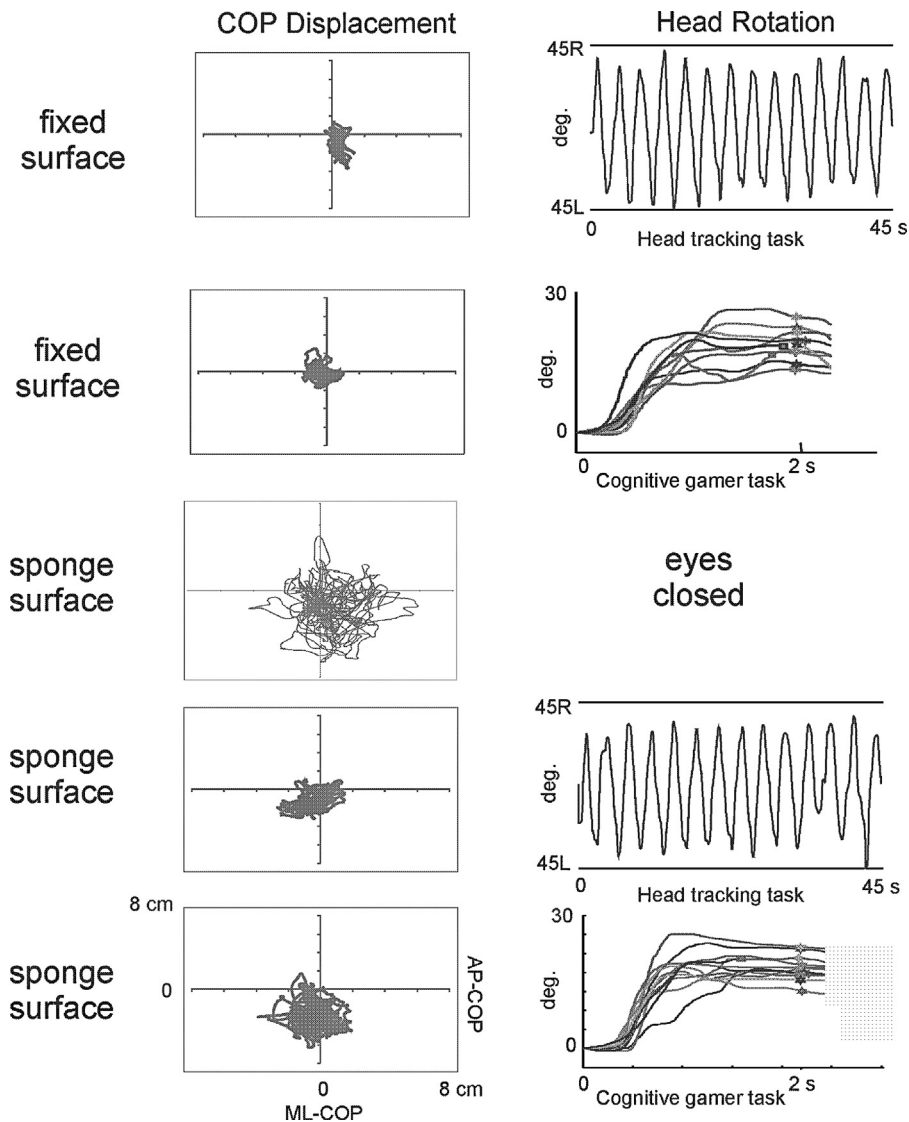 COP Displacement
Head Rotation
fixed
surface
45R
deg.
45L
0
45 s
Head tracking task
fixed
surface
30
deg.
0
0
2 s
Cognitive gamer task
sponge
surface
eyes
closed
sponge
surface
45R
deg.
45L
0
45 s
Head tracking task
sponge
surface
8 cm
0
AP-COP
0
8 cm
ML-COP
30
deg.
0
0
2 s
Cognitive gamer task